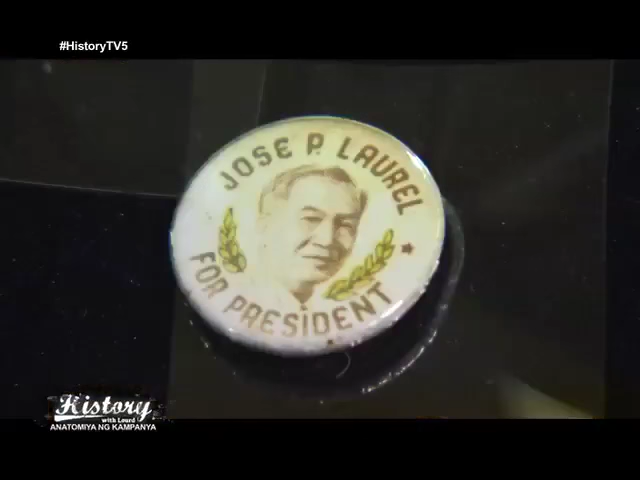 #HistoryTV5
JOSE P. LAUREL
FOR PRESIDENT
History
with Lourd
ANATOMIYA NG KAMPANYA